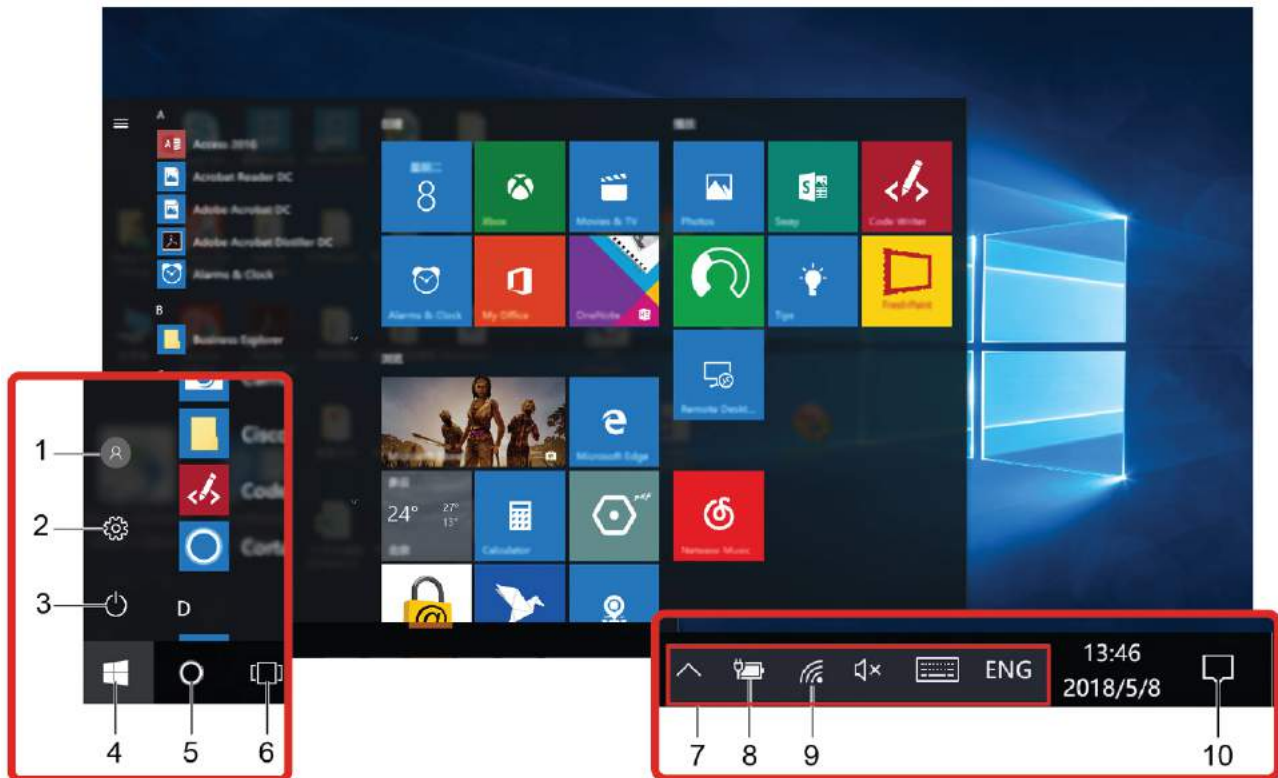 A
Access 2016
Acrobat Reader DC
Adobe Acrobat DC
Adobe Acrobat Distiller DC
Alarms & Clock
B
Business Explorer
8
Xbox
Movies & TV
Alarms & Clock
My Office
OneNote
Photos
Sway
Code Writer
Tips
FreshPaint
Remote Deskt...
Microsoft Edge
24°
27°
13°
Calculator
Netease Music
1
2
3
Cisco
Code
Corta
D
4
5
6
ENG
13:46
2018/5/8
7
8
9
10